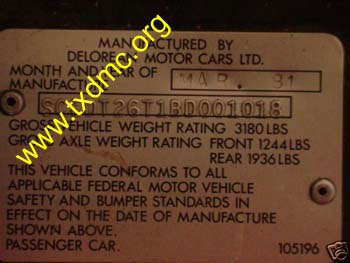 MANUFACTURED BY
DELOREAN MOTOR CARS LTD.
MONTH AND YEAR OF
MANUFACTURE MAR. 81
26T1BD001018
GROSS VEHICLE WEIGHT RATING 3180 LBS
GROSS AXLE WEIGHT RATING FRONT 1244 LBS
REAR 1936 LBS
THIS VEHICLE CONFORMS TO ALL
APPLICABLE FEDERAL MOTOR VEHICLE
SAFETY AND BUMPER STANDARDS IN
EFFECT ON THE DATE OF MANUFACTURE
SHOWN ABOVE.
PASSENGER CAR. 105196
www.txdmc.org